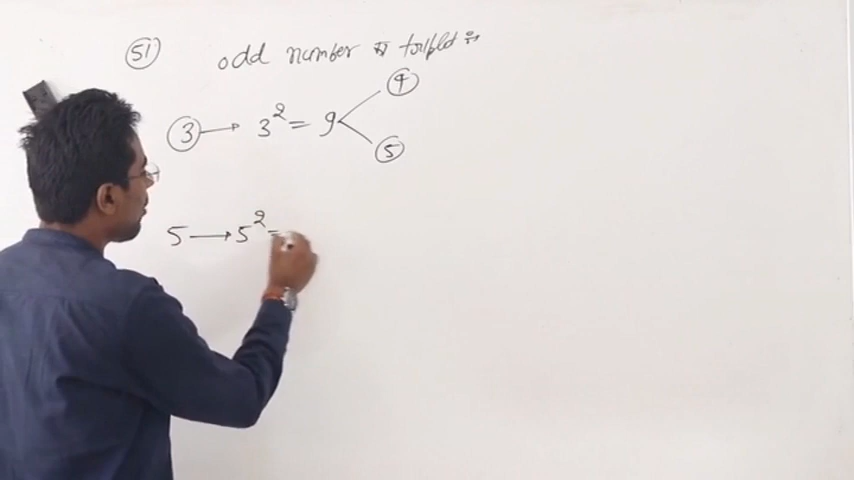 51
odd number का triplet :-
3 → 3² = 9
4
5
5 → 5² =